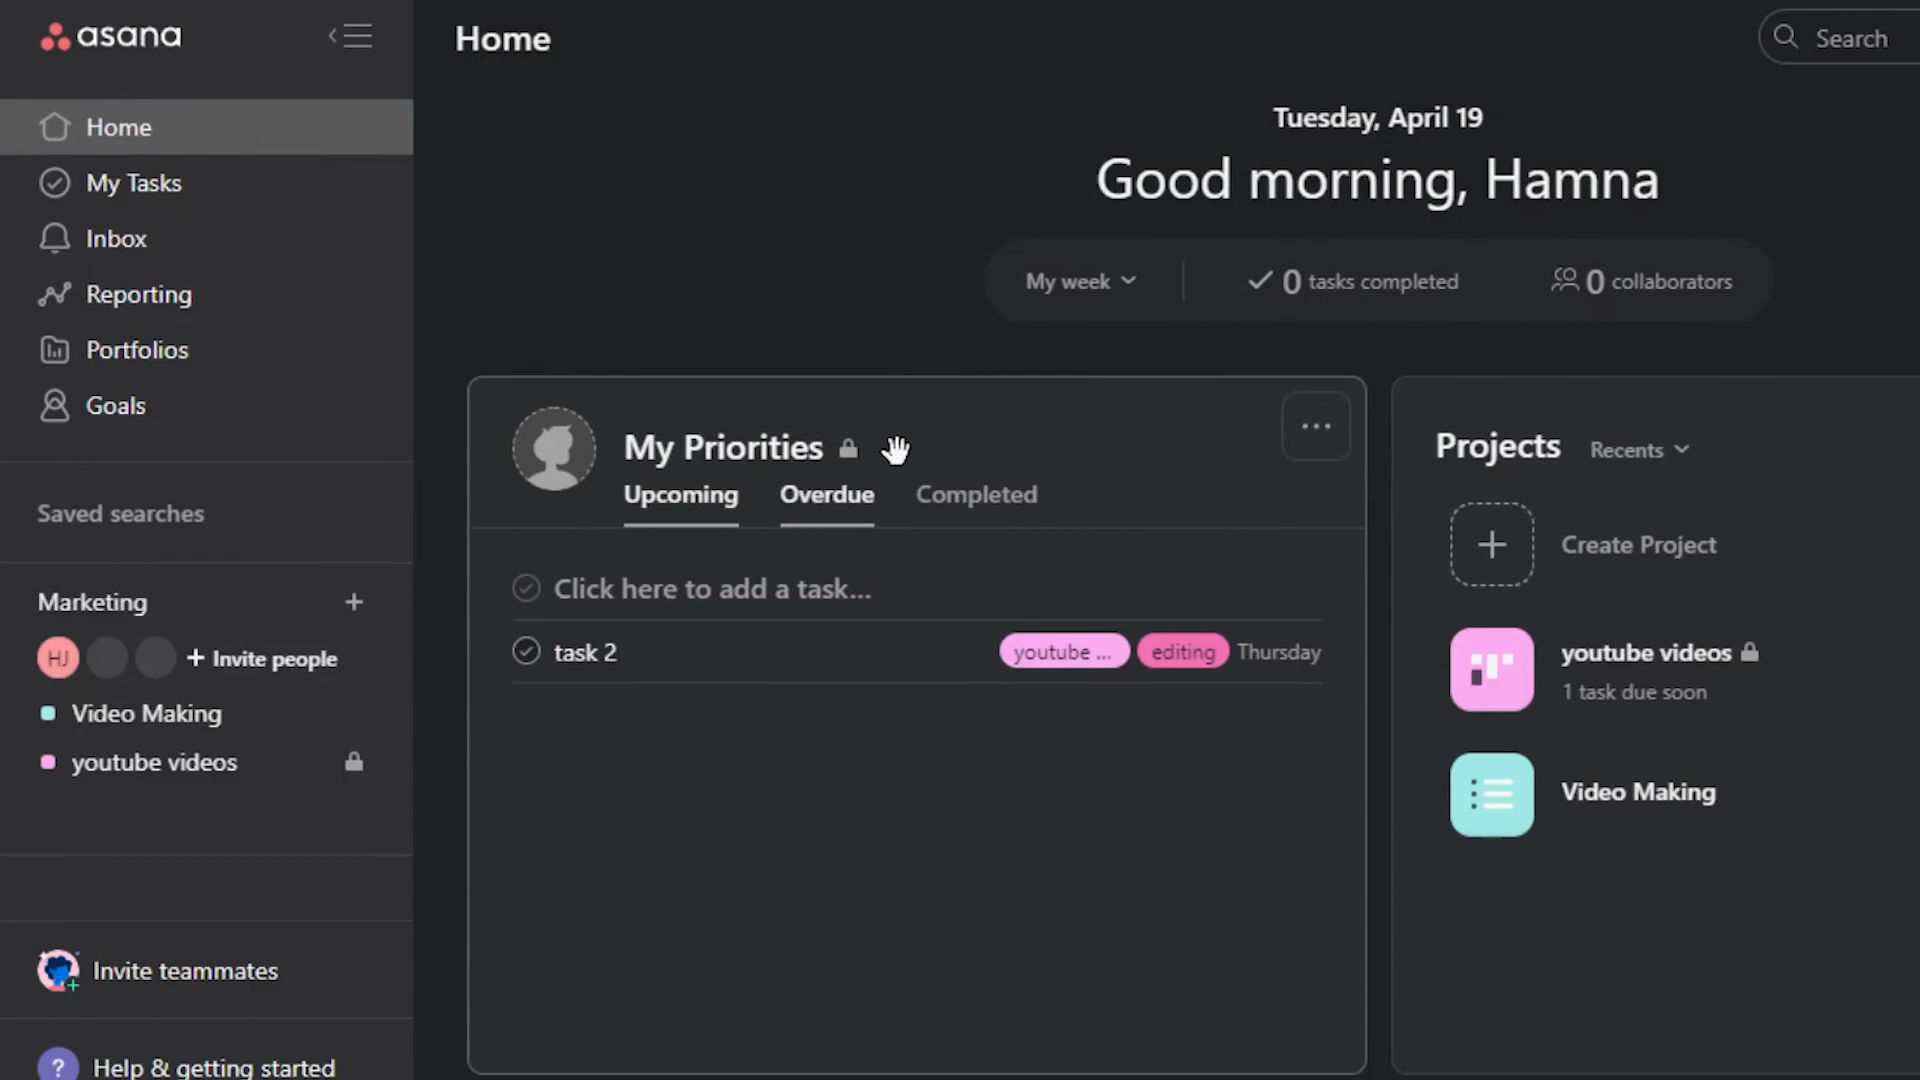 asana
Home
My Tasks
Inbox
Reporting
Portfolios
Goals
Saved searches
Marketing
+
HJ
+ Invite people
Video Making
youtube videos
Invite teammates
? Help & getting started
Home
Search
Tuesday, April 19
Good morning, Hamna
My week
0 tasks completed
0 collaborators
My Priorities
...
Upcoming Overdue Completed
Click here to add a task...
task 2 youtube ... editing Thursday
Projects Recents
+ Create Project
youtube videos
1 task due soon
Video Making